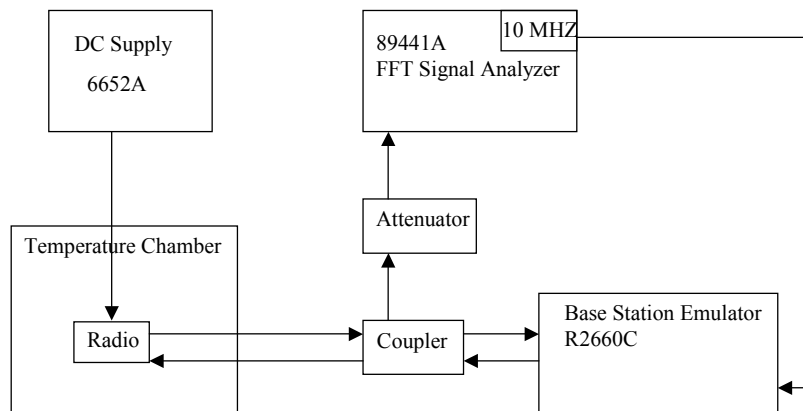 DC Supply
6652A
10 MHZ
89441A
FFT Signal Analyzer
Attenuator
Temperature Chamber
Radio
Coupler
Base Station Emulator
R2660C